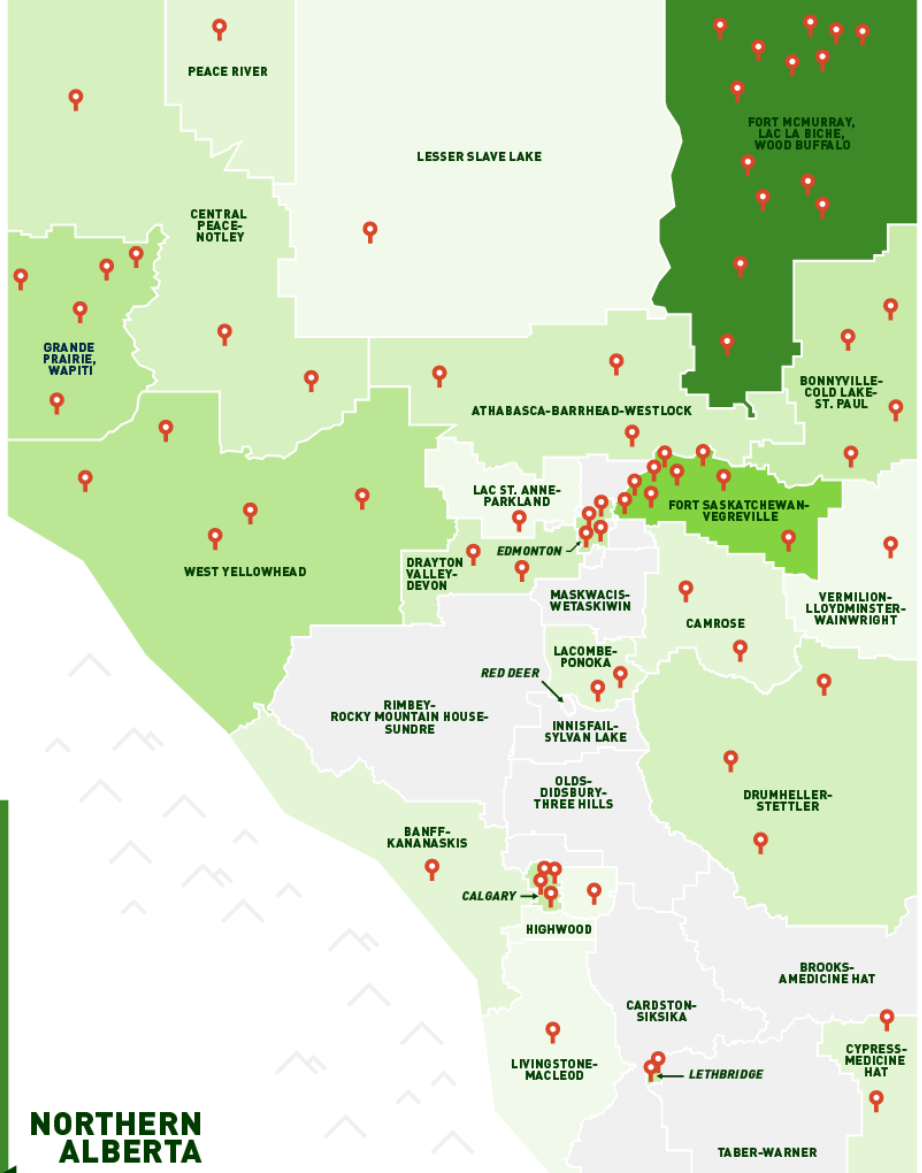 PEACE RIVER
FORT MCMURRAY,
LAC LA BICHE,
WOOD BUFFALO
LESSER SLAVE LAKE
CENTRAL
PEACE-
NOTLEY
GRANDE
PRAIRIE,
WAPITI
BONNYVILLE-
COLD LAKE-
ST. PAUL
ATHABASCA-BARRHEAD-WESTLOCK
LAC ST. ANNE-
PARKLAND
FORT SASKATCHEWAN-
VEGREVILLE
EDMONTON
DRAYTON
VALLEY-
DEVON
WEST YELLOWHEAD
MASKWACIS-
WETASKIWIN
VERMILION-
LLOYDMINSTER-
WAINWRIGHT
CAMROSE
LACOMBE-
PONOKA
RED DEER
RIMBEY-
ROCKY MOUNTAIN HOUSE-
SUNDRE
INNISFAIL-
SYLVAN LAKE
OLDS-
DIDSBURY-
THREE HILLS
DRUMHELLER-
STETTLER
BANFF-
KANANASKIS
CALGARY
HIGHWOOD
BROOKS-
AMEDICINE HAT
CARDSTON-
SIKSIKA
CYPRESS-
MEDICINE
HAT
LIVINGSTONE-
MACLEOD
LETHBRIDGE
NORTHERN
ALBERTA
TABER-WARNER